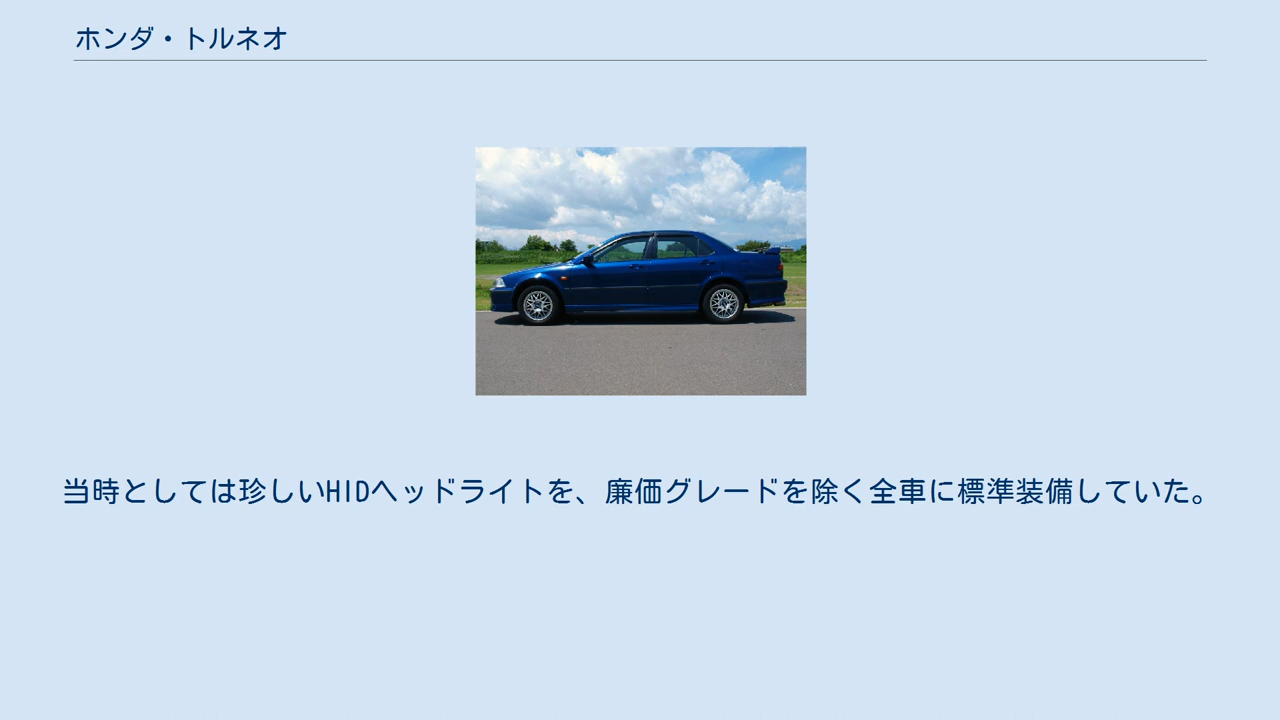 ホンダ・トルネオ
当時としては珍しいHIDヘッドライトを、廉価グレードを除く全車に標準装備していた。